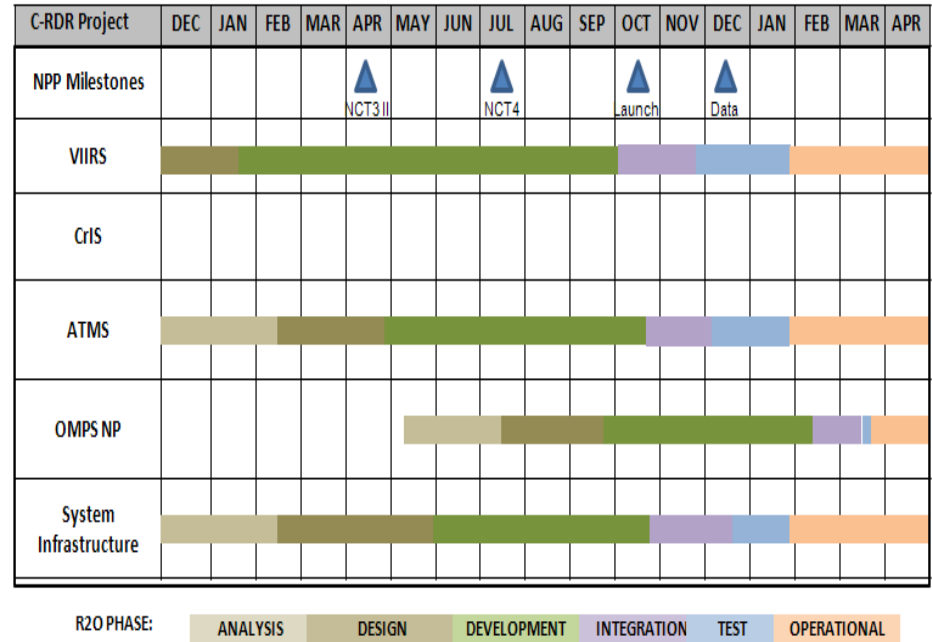 C-RDR Project DEC JAN FEB MAR APR MAY JUN JUL AUG SEP OCT NOV DEC JAN FEB MAR APR
NPP Milestones
NCT3 II NCT4 Launch Data
VIIRS
CrIS
ATMS
OMPS NP
System
Infrastructure
R2O PHASE: ANALYSIS DESIGN DEVELOPMENT INTEGRATION TEST OPERATIONAL